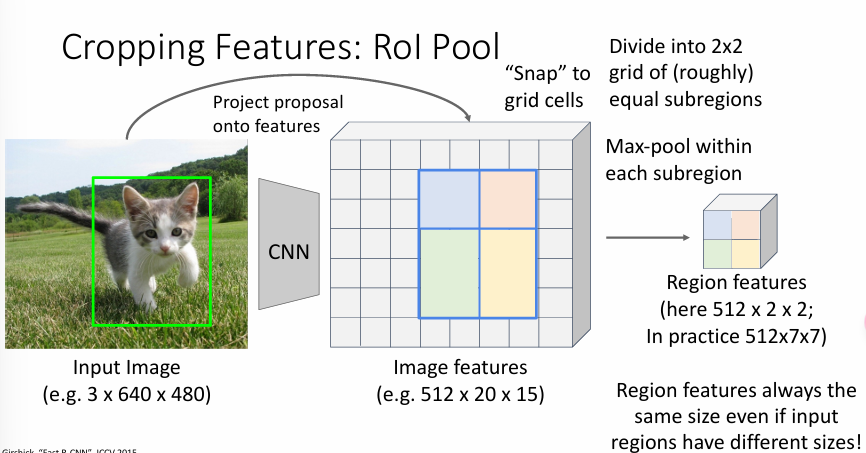 Cropping Features: RoI Pool
Project proposal
onto features
"Snap" to
grid cells
Divide into 2x2
grid of (roughly)
equal subregions
Max-pool within
each subregion
CNN
Input Image
(e.g. 3 x 640 x 480)
Image features
(e.g. 512 x 20 x 15)
Region features
(here 512 x 2 x 2;
In practice 512x7x7)
Region features always the
same size even if input
regions have different sizes!
Girshick, "Fast R-CNN", ICCV 2015.